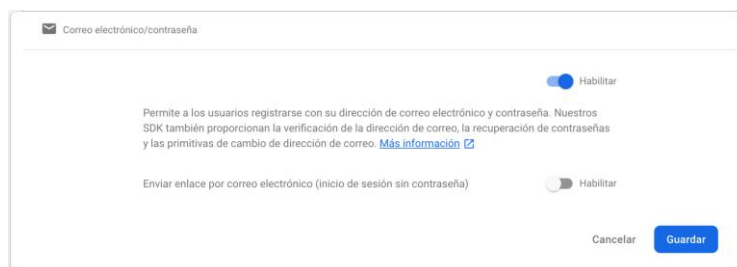 Correo electrónico/contraseña
Habilitar
Permite a los usuarios registrarse con su dirección de correo electrónico y contraseña. Nuestros
SDK también proporcionan la verificación de la dirección de correo, la recuperación de contraseñas
y las primitivas de cambio de dirección de correo. Más información
Enviar enlace por correo electrónico (inicio de sesión sin contraseña) Habilitar
Cancelar Guardar